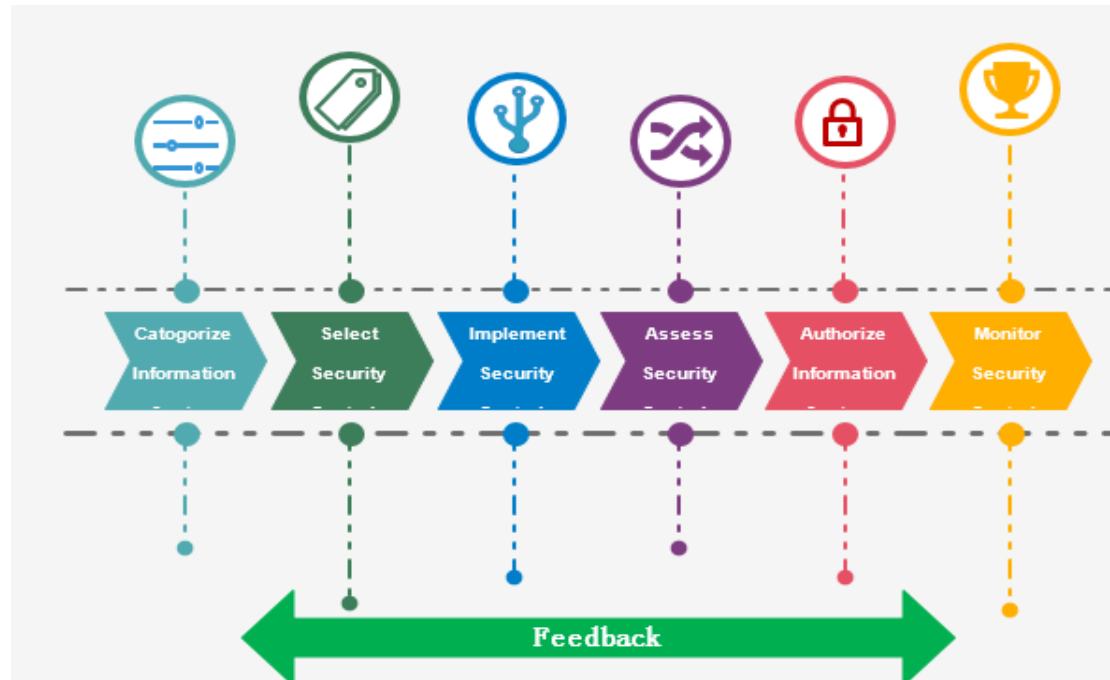 Catogorize
Information
Select
Security
Implement
Security
Assess
Security
Authorize
Information
Monitor
Security
Feedback